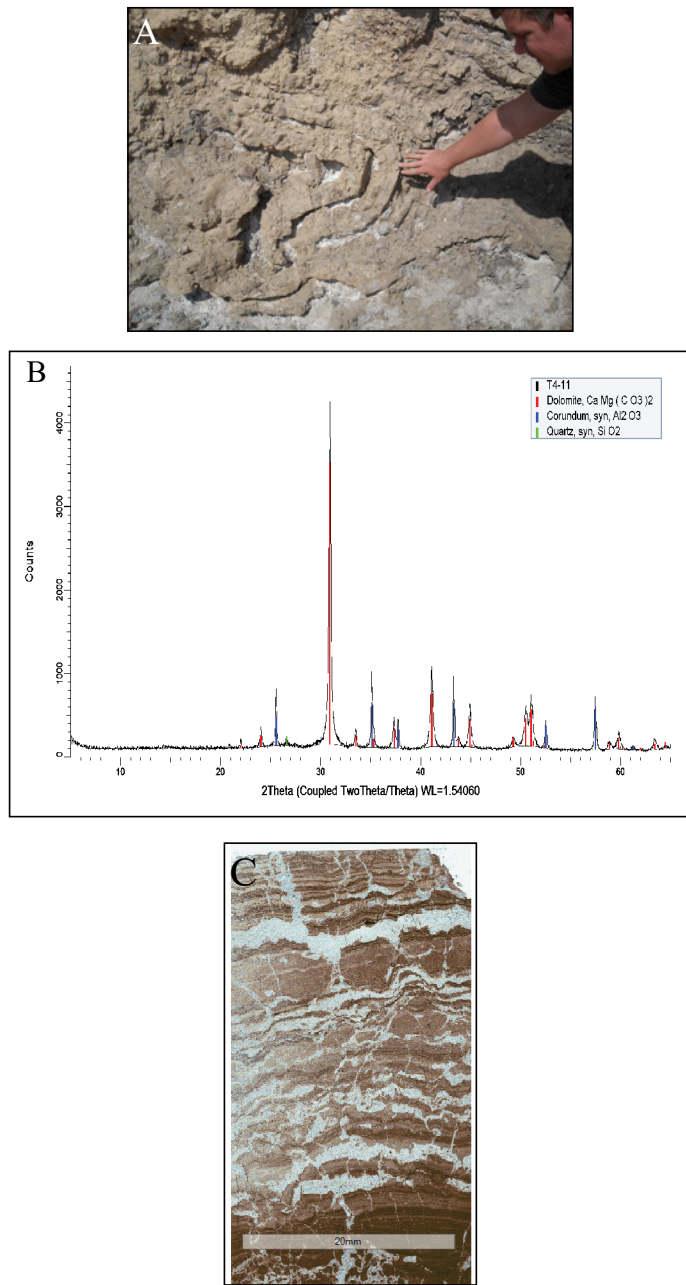 A
B
T4-11
Dolomite, Ca Mg ( C O3 )2
Corundum, syn, Al2 O3
Quartz, syn, Si O2
Counts
4000
3000
2000
1000
0
10 20 30 40 50 60
2Theta (Coupled TwoTheta/Theta) WL=1.54060
C
20mm